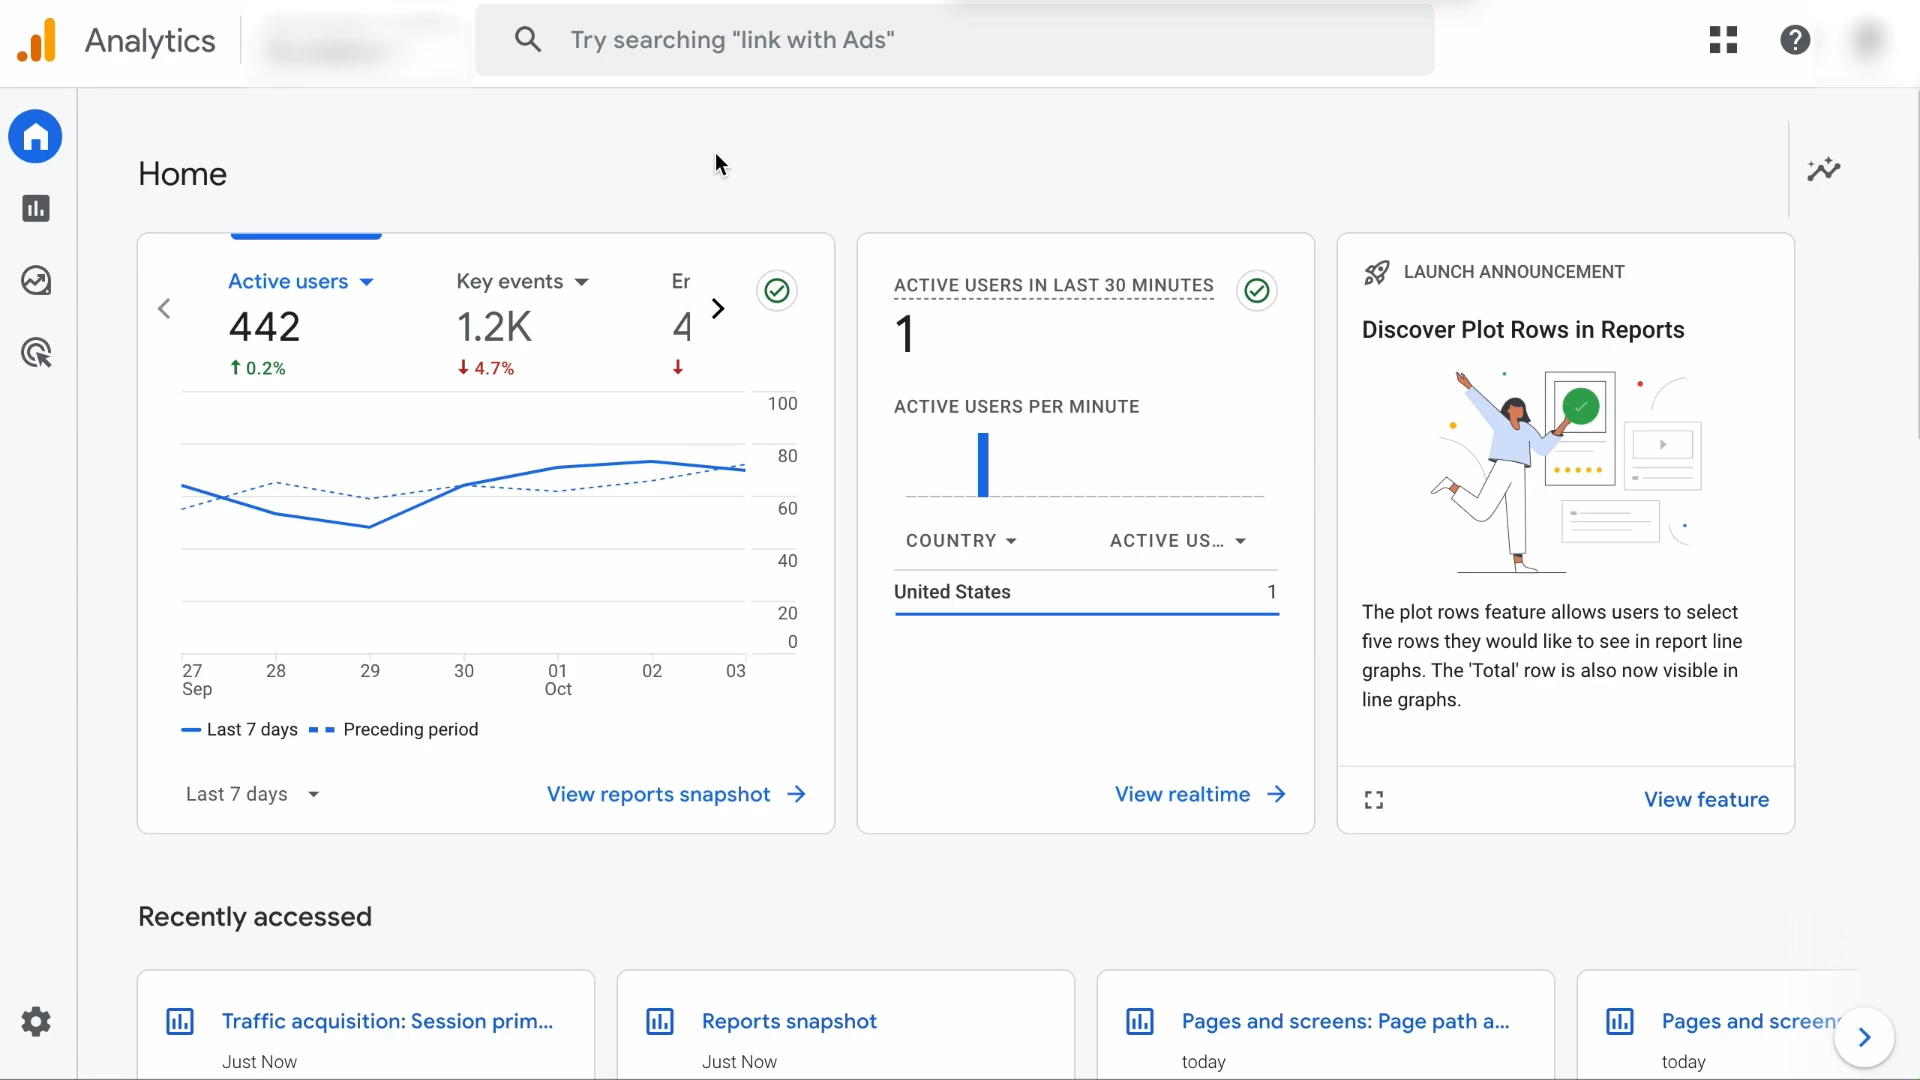 Analytics
Try searching "link with Ads"
Home
Active users
442
0.2%
Key events
1.2K
4.7%
Er
4
100
80
60
40
20
0
27 28 29 30 01 02 03
Sep Oct
Last 7 days Preceding period
Last 7 days
View reports snapshot
ACTIVE USERS IN LAST 30 MINUTES
1
ACTIVE USERS PER MINUTE
COUNTRY ACTIVE US...
United States 1
View realtime
LAUNCH ANNOUNCEMENT
Discover Plot Rows in Reports
The plot rows feature allows users to select
five rows they would like to see in report line
graphs. The 'Total' row is also now visible in
line graphs.
View feature
Recently accessed
Traffic acquisition: Session prim...
Just Now
Reports snapshot
Just Now
Pages and screens: Page path a...
today
Pages and screens
today